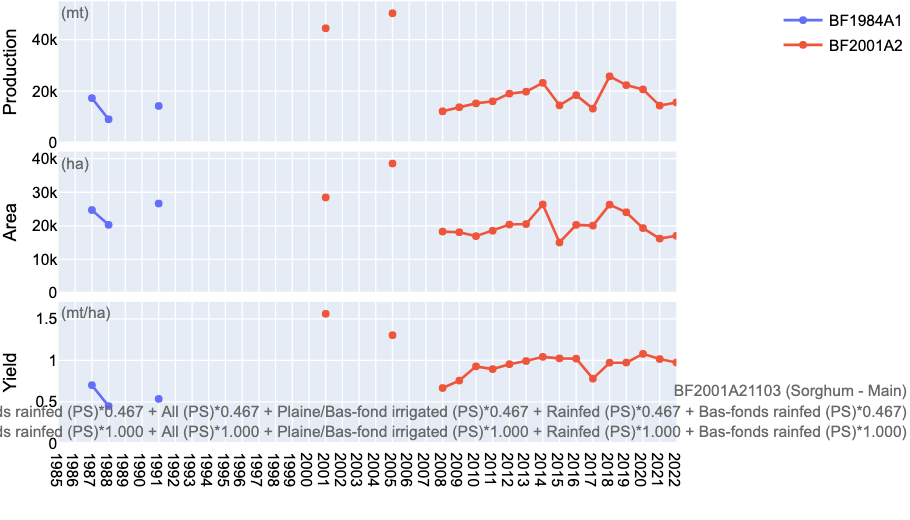 (mt)
BF1984A1
BF2001A2
Production
40k
20k
0
(ha)
Area
40k
30k
20k
10k
0
(mt/ha)
Yield
1.5
1
0.5
0
BF2001A21103 (Sorghum - Main)
ds rainfed (PS)*0.467 + All (PS)*0.467 + Plaine/Bas-fond irrigated (PS)*0.467 + Rainfed (PS)*0.467 + Bas-fonds rainfed (PS)*0.467)
ds rainfed (PS)*1.000 + All (PS)*1.000 + Plaine/Bas-fond irrigated (PS)*1.000 + Rainfed (PS)*1.000 + Bas-fonds rainfed (PS)*1.000)
1985 1986 1987 1988 1989 1990 1991 1992 1993 1994 1995 1996 1997 1998 1999 2000 2001 2002 2003 2004 2005 2006 2007 2008 2009 2010 2011 2012 2013 2014 2015 2016 2017 2018 2019 2020 2021 2022